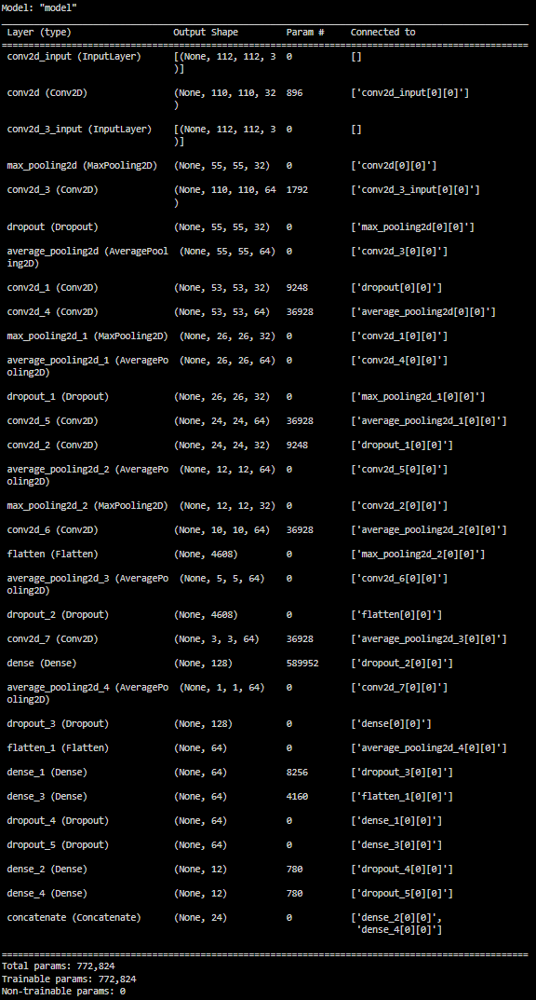 Model: "model"
Layer (type) Output Shape Param # Connected to
conv2d_input (InputLayer) [(None, 112, 112, 3 0 []
)]
conv2d (Conv2D) (None, 110, 110, 32 896 ['conv2d_input[0][0]']
)
conv2d_3_input (InputLayer) [(None, 112, 112, 3 0 []
)]
max_pooling2d (MaxPooling2D) (None, 55, 55, 32) 0 ['conv2d[0][0]']
conv2d_3 (Conv2D) (None, 110, 110, 64 1792 ['conv2d_3_input[0][0]']
)
dropout (Dropout) (None, 55, 55, 32) 0 ['max_pooling2d[0][0]']
average_pooling2d (AveragePool (None, 55, 55, 64) 0 ['conv2d_3[0][0]']
ing2D)
conv2d_1 (Conv2D) (None, 53, 53, 32) 9248 ['dropout[0][0]']
conv2d_4 (Conv2D) (None, 53, 53, 64) 36928 ['average_pooling2d[0][0]']
max_pooling2d_1 (MaxPooling2D) (None, 26, 26, 32) 0 ['conv2d_1[0][0]']
average_pooling2d_1 (AveragePo (None, 26, 26, 64) 0 ['conv2d_4[0][0]']
oling2D)
dropout_1 (Dropout) (None, 26, 26, 32) 0 ['max_pooling2d_1[0][0]']
conv2d_5 (Conv2D) (None, 24, 24, 64) 36928 ['average_pooling2d_1[0][0]']
conv2d_2 (Conv2D) (None, 24, 24, 32) 9248 ['dropout_1[0][0]']
average_pooling2d_2 (AveragePo (None, 12, 12, 64) 0 ['conv2d_5[0][0]']
oling2D)
max_pooling2d_2 (MaxPooling2D) (None, 12, 12, 32) 0 ['conv2d_2[0][0]']
conv2d_6 (Conv2D) (None, 10, 10, 64) 36928 ['average_pooling2d_2[0][0]']
flatten (Flatten) (None, 4608) 0 ['max_pooling2d_2[0][0]']
average_pooling2d_3 (AveragePo (None, 5, 5, 64) 0 ['conv2d_6[0][0]']
oling2D)
dropout_2 (Dropout) (None, 4608) 0 ['flatten[0][0]']
conv2d_7 (Conv2D) (None, 3, 3, 64) 36928 ['average_pooling2d_3[0][0]']
dense (Dense) (None, 128) 589952 ['dropout_2[0][0]']
average_pooling2d_4 (AveragePo (None, 1, 1, 64) 0 ['conv2d_7[0][0]']
oling2D)
dropout_3 (Dropout) (None, 128) 0 ['dense[0][0]']
flatten_1 (Flatten) (None, 64) 0 ['average_pooling2d_4[0][0]']
dense_1 (Dense) (None, 64) 8256 ['dropout_3[0][0]']
dense_3 (Dense) (None, 64) 4160 ['flatten_1[0][0]']
dropout_4 (Dropout) (None, 64) 0 ['dense_1[0][0]']
dropout_5 (Dropout) (None, 64) 0 ['dense_3[0][0]']
dense_2 (Dense) (None, 12) 780 ['dropout_4[0][0]']
dense_4 (Dense) (None, 12) 780 ['dropout_5[0][0]']
concatenate (Concatenate) (None, 24) 0 ['dense_2[0][0]',
'dense_4[0][0]']
Total params: 772,824
Trainable params: 772,824
Non-trainable params: 0